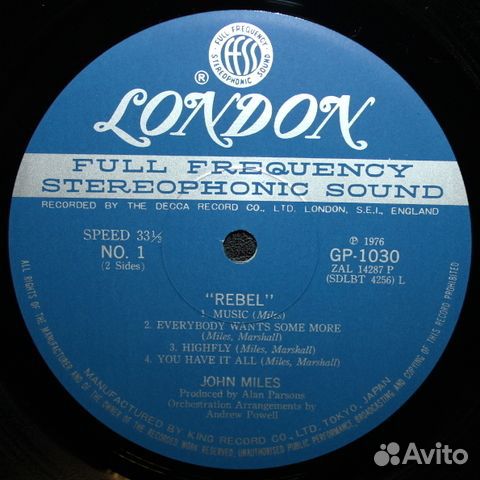 FULL FREQUENCY
ffss
STEREOPHONIC SOUND
®
LONDON
FULL FREQUENCY
STEREOPHONIC SOUND
RECORDED BY THE DECCA RECORD CO., LTD. LONDON, S.E.I., ENGLAND
SPEED 33⅓
NO. 1
(2 Sides)
Ⓟ 1976
GP-1030
ZAL 14287 P
(SDLBT 4256) L
"REBEL"
1. MUSIC (Miles)
2. EVERYBODY WANTS SOME MORE
(Miles, Marshall)
3. HIGHFLY (Miles, Marshall)
4. YOU HAVE IT ALL (Miles, Marshall)
JOHN MILES
Produced by Alan Parsons
Orchestration Arrangements by
Andrew Powell
MANUFACTURED BY KING RECORD CO., LTD. TOKYO, JAPAN
ALL RIGHTS OF THE MANUFACTURER AND OF THE OWNER OF THE RECORDED WORK RESERVED. UNAUTHORISED PUBLIC PERFORMANCE, BROADCASTING AND COPYING OF THIS RECORD PROHIBITED
Avito